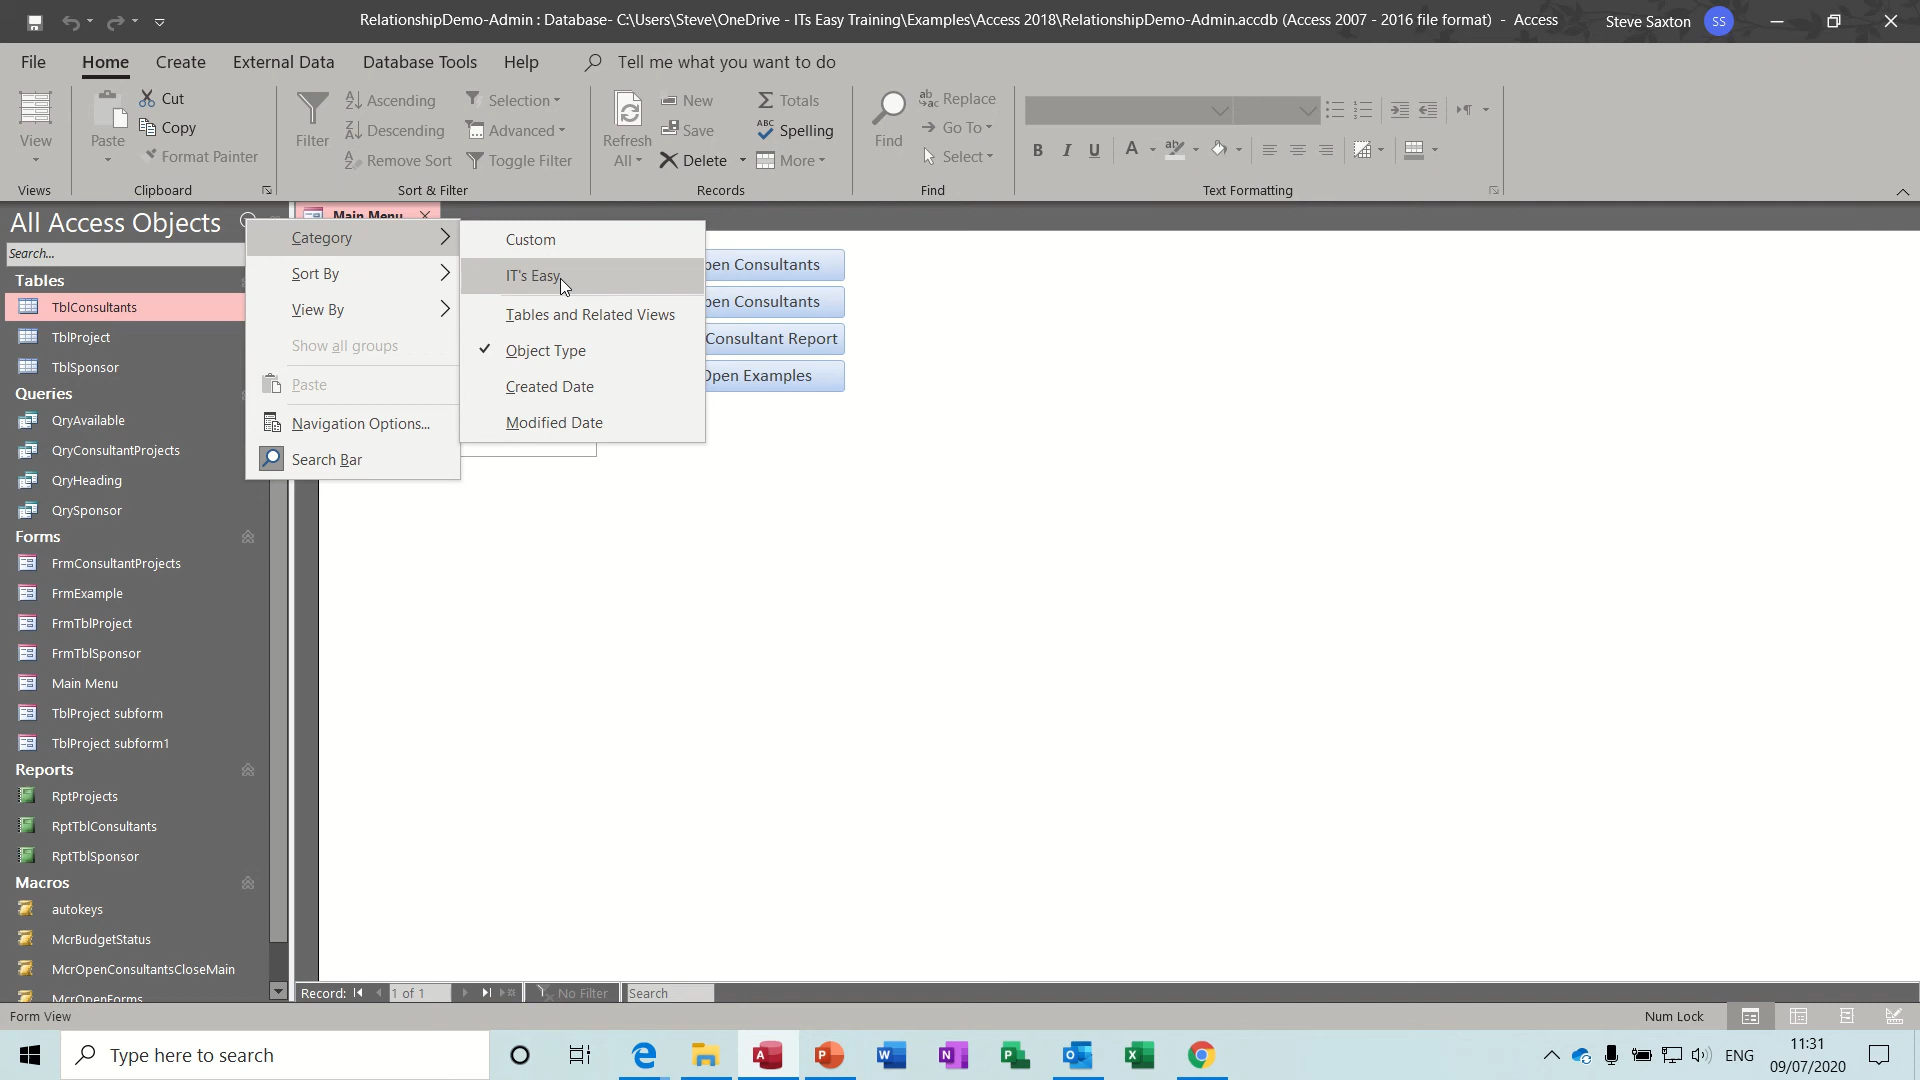 RelationshipDemo-Admin : Database- C:\Users\Steve\OneDrive - ITs Easy Training\Examples\Access 2018\RelationshipDemo-Admin.accdb (Access 2007 - 2016 file format) - Access
Steve Saxton
SS
File
Home
Create
External Data
Database Tools
Help
Tell me what you want to do
View
Views
Paste
Cut
Copy
Format Painter
Clipboard
Filter
Ascending
Descending
Remove Sort
Selection
Advanced
Toggle Filter
Sort & Filter
Refresh
All
New
Save
Delete
Totals
Spelling
More
Records
Find
Replace
Go To
Select
Find
B I U A
Text Formatting
All Access Objects
Search...
Tables
TblConsultants
TblProject
TblSponsor
Queries
QryAvailable
QryConsultantProjects
QryHeading
QrySponsor
Forms
FrmConsultantProjects
FrmExample
FrmTblProject
FrmTblSponsor
Main Menu
TblProject subform
TblProject subform1
Reports
RptProjects
RptTblConsultants
RptTblSponsor
Macros
autokeys
McrBudgetStatus
McrOpenConsultantsCloseMain
McrOpenForms
Main Menu
Category
Sort By
View By
Show all groups
Paste
Navigation Options...
Search Bar
Custom
IT's Easy
Tables and Related Views
Object Type
Created Date
Modified Date
pen Consultants
pen Consultants
Consultant Report
Open Examples
Record:
1 of 1
No Filter
Search
Form View
Num Lock
Type here to search
ENG
11:31
09/07/2020